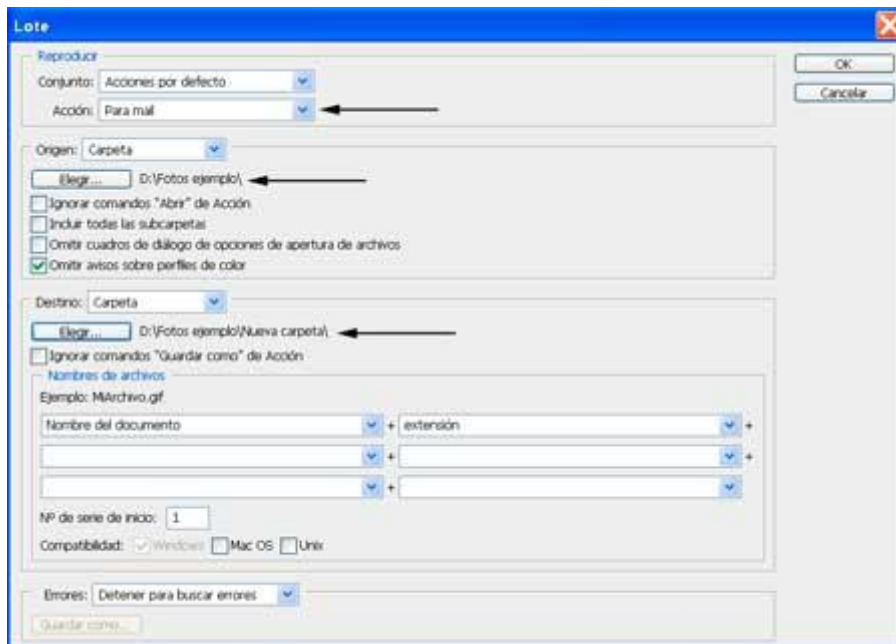 Lote
Reproducir
Conjunto: Acciones por defecto
Acción: Para mail
OK
Cancelar
Origen: Carpeta
Elegir... D:\Fotos ejemplo\
Ignorar comandos "Abrir" de Acción
Incluir todas las subcarpetas
Omitir cuadros de diálogo de opciones de apertura de archivos
Omitir avisos sobre perfiles de color
Destino: Carpeta
Elegir... D:\Fotos ejemplo\Nueva carpeta\
Ignorar comandos "Guardar como" de Acción
Nombres de archivos
Ejemplo: MiArchivo.gif
Nombre del documento + extensión +
+ +
+
Nº de serie de inicio: 1
Compatibilidad: Windows Mac OS Unix
Errores: Detener para buscar errores
Guardar como...